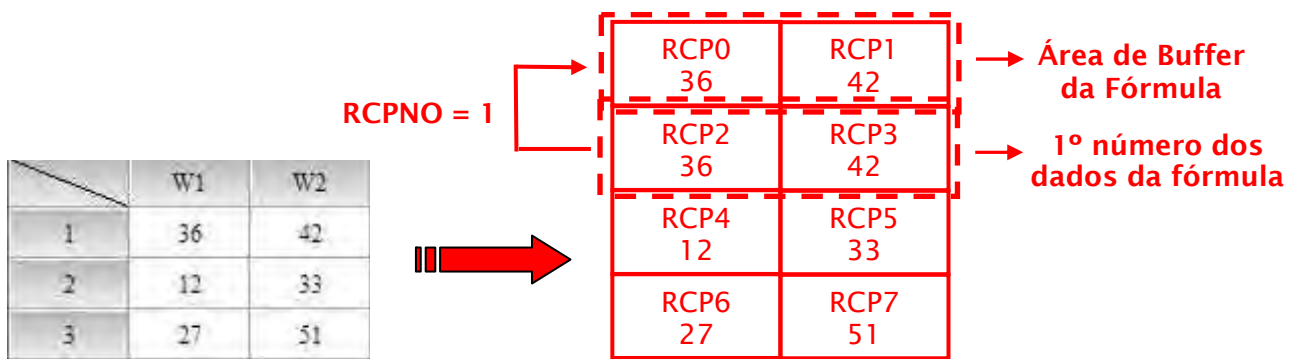 RCP0 RCP1
36 42
Área de Buffer
da Fórmula
RCPNO = 1
RCP2 RCP3
36 42
1º número dos
dados da fórmula
W1 W2
1 36 42
2 12 33
3 27 51
RCP4 RCP5
12 33
RCP6 RCP7
27 51